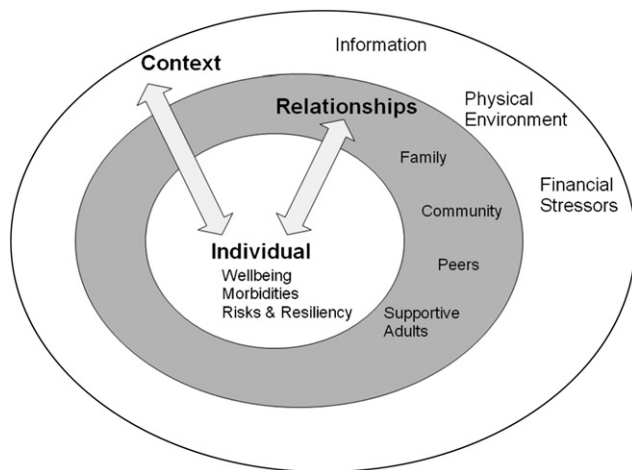 Information
Context
Physical
Environment
Relationships
Family
Financial
Stressors
Community
Individual
Wellbeing
Morbidities
Risks & Resiliency
Peers
Supportive
Adults